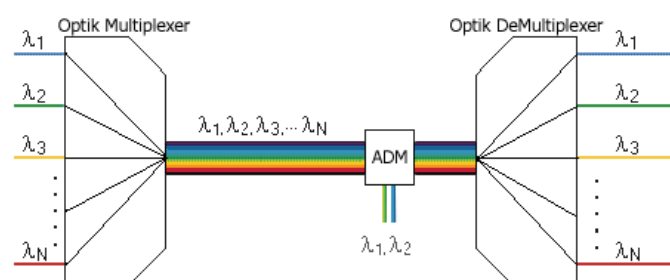 Optik Multiplexer
Optik DeMultiplexer
λ1
λ2
λ3
λN
λ1, λ2, λ3, ... λN
ADM
λ1, λ2
λ1
λ2
λ3
λN